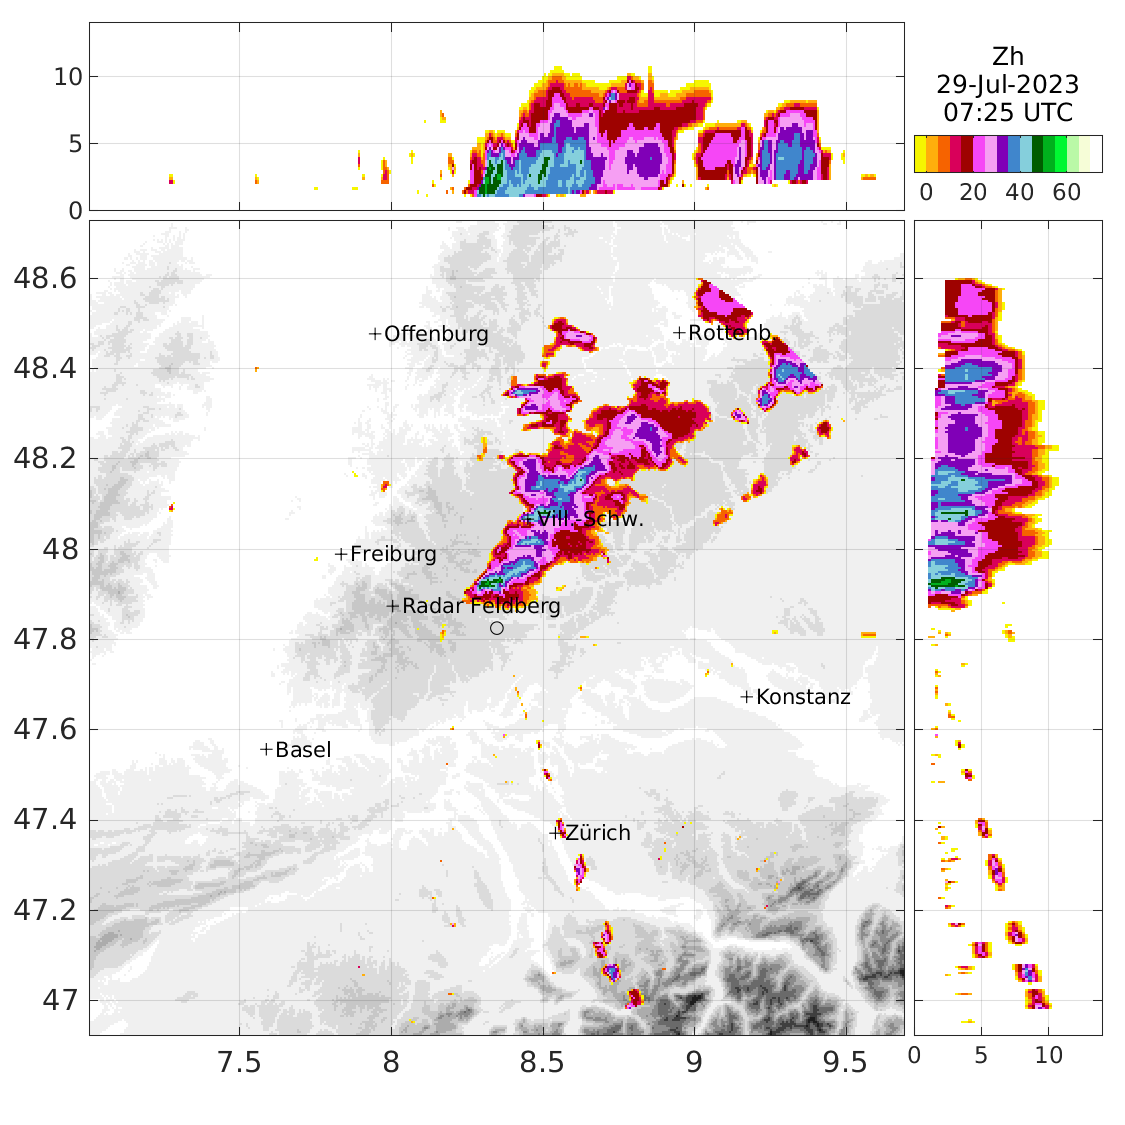 Zh
29-Jul-2023
07:25 UTC
10
5
0
0 20 40 60
48.6
48.4
48.2
48
47.8
47.6
47.4
47.2
47
+Offenburg
+Rottenb.
+Vill.-Schw.
+Freiburg
+Radar Feldberg
+Konstanz
+Basel
+Zürich
7.5 8 8.5 9 9.5
0 5 10